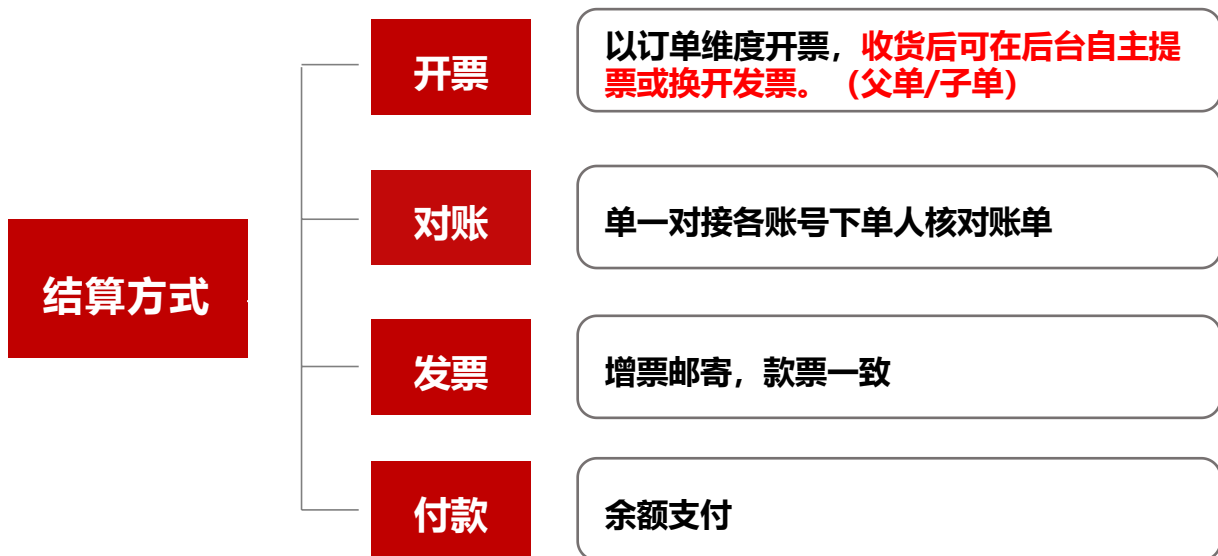 结算方式
开票
以订单维度开票，收货后可在后台自主提
票或换开发票。（父单/子单）
对账
单一对接各账号下单人核对账单
发票
增票邮寄，款票一致
付款
余额支付